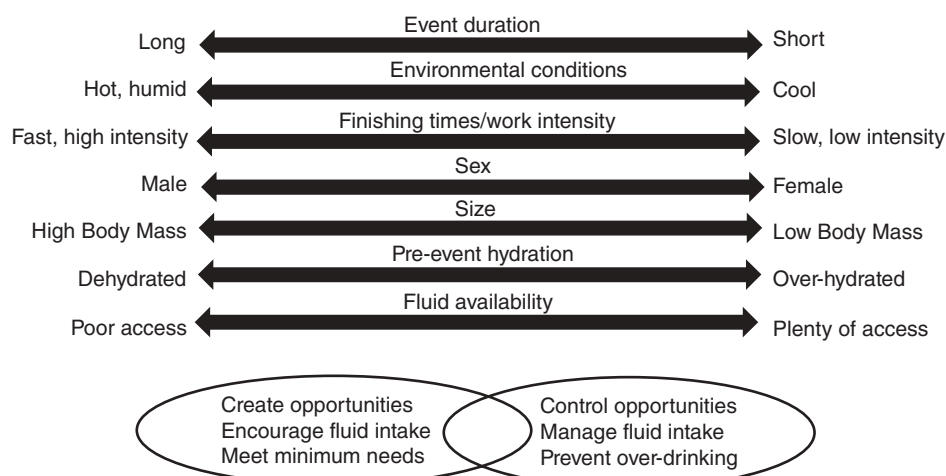 Event duration
Long Short
Environmental conditions
Hot, humid Cool
Finishing times/work intensity
Fast, high intensity Slow, low intensity
Sex
Male Female
Size
High Body Mass Low Body Mass
Pre-event hydration
Dehydrated Over-hydrated
Fluid availability
Poor access Plenty of access
Create opportunities
Encourage fluid intake
Meet minimum needs
Control opportunities
Manage fluid intake
Prevent over-drinking